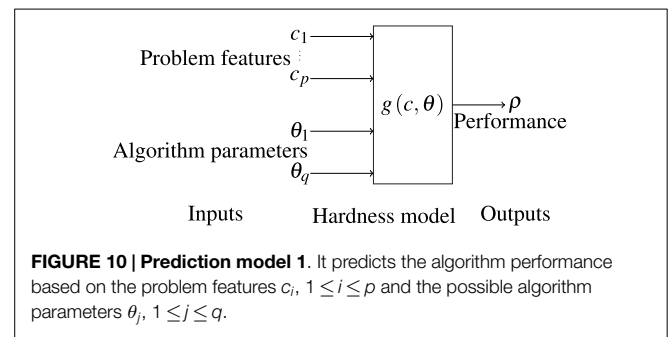 c₁
Problem features
cₚ
g(c, θ)
ρ
Performance
θ₁
Algorithm parameters
θ_q
Inputs Hardness model Outputs
FIGURE 10 | Prediction model 1. It predicts the algorithm performance
based on the problem features cᵢ, 1 ≤ i ≤ p and the possible algorithm
parameters θⱼ, 1 ≤ j ≤ q.